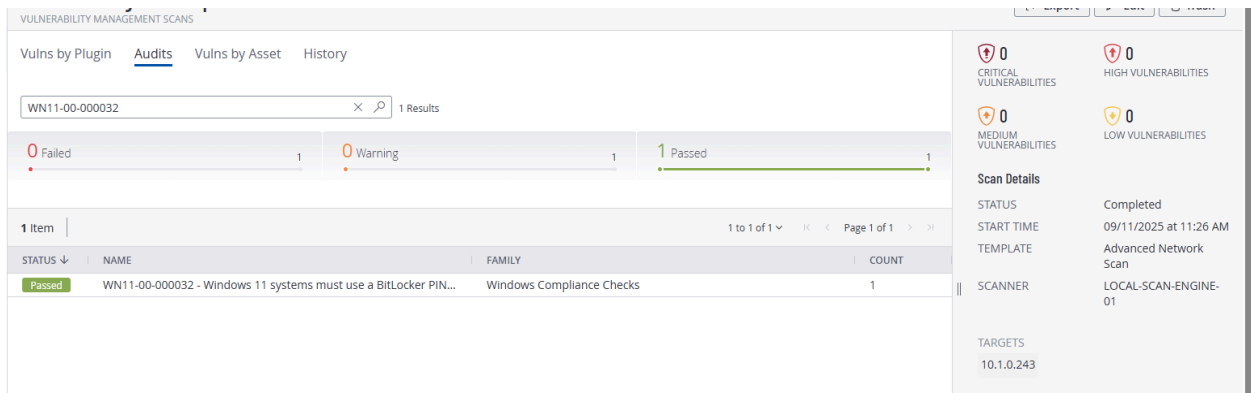 VULNERABILITY MANAGEMENT SCANS
Export
Edit
Trash
Vulns by Plugin Audits Vulns by Asset History
WN11-00-000032
1 Results
0 Failed 1
0 Warning 1
1 Passed 1
1 Item
1 to 1 of 1
Page 1 of 1
STATUS NAME FAMILY COUNT
Passed WN11-00-000032 - Windows 11 systems must use a BitLocker PIN... Windows Compliance Checks 1
0
CRITICAL
VULNERABILITIES
0
HIGH VULNERABILITIES
0
MEDIUM
VULNERABILITIES
0
LOW VULNERABILITIES
Scan Details
STATUS Completed
START TIME 09/11/2025 at 11:26 AM
TEMPLATE Advanced Network
Scan
SCANNER LOCAL-SCAN-ENGINE-
01
TARGETS
10.1.0.243